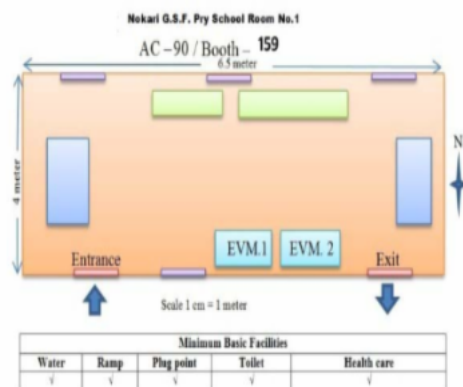 Nokari G.S.F. Pry School Room No.1
AC – 90 / Booth – 159
6.5 meter
4 meter
N
EVM.1 EVM. 2
Entrance Exit
Scale 1 cm = 1 meter
Minimum Basic Facilities
Water Ramp Plug point Toilet Health care
√ √ √ √ √